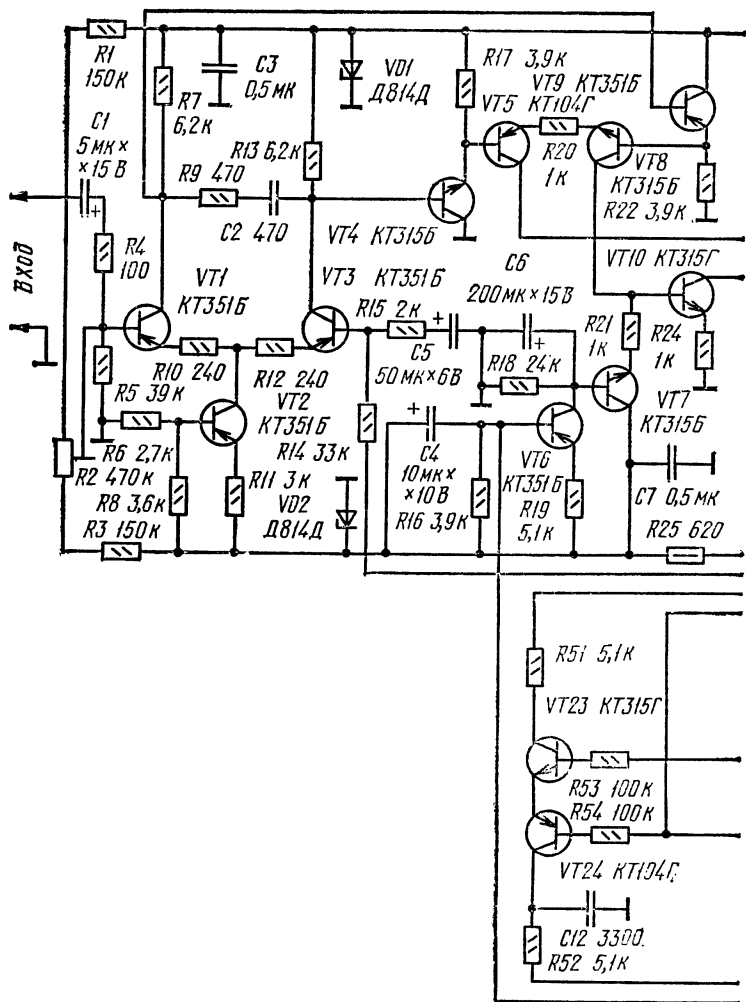 R1
150к
C3
0,5мк
VD1
Д814Д
R17 3,9к
VT9 КТ351Б
R7
6,2к
VT5 КТ104Г
C1
5мк×
×15В
R13 6,2к
R9 470
C2 470
VT4 КТ315Б
R20
1к
VT8
КТ315Б
R22 3,9к
Вход
R4
100
VT1
КТ351Б
VT3 КТ351Б
C6
200мк×15В
VT10 КТ315Г
R15 2к
C5
50мк×6В
R21
1к
R24
1к
R10 240
R12 240
R18 24к
R5 39к
VT2
КТ351Б
VT7
КТ315Б
R6 2,7к
R2 470к
R14 33к
C4
10мк×
×10В
VT6
КТ351Б
R8 3,6к
R11 3к
VD2
Д814Д
R16 3,9к
R19
5,1к
C7 0,5мк
R3 150к
R25 620
R51 5,1к
VT23 КТ315Г
R53 100к
R54 100к
VT24 КТ104Г
C12 3300
R52 5,1к